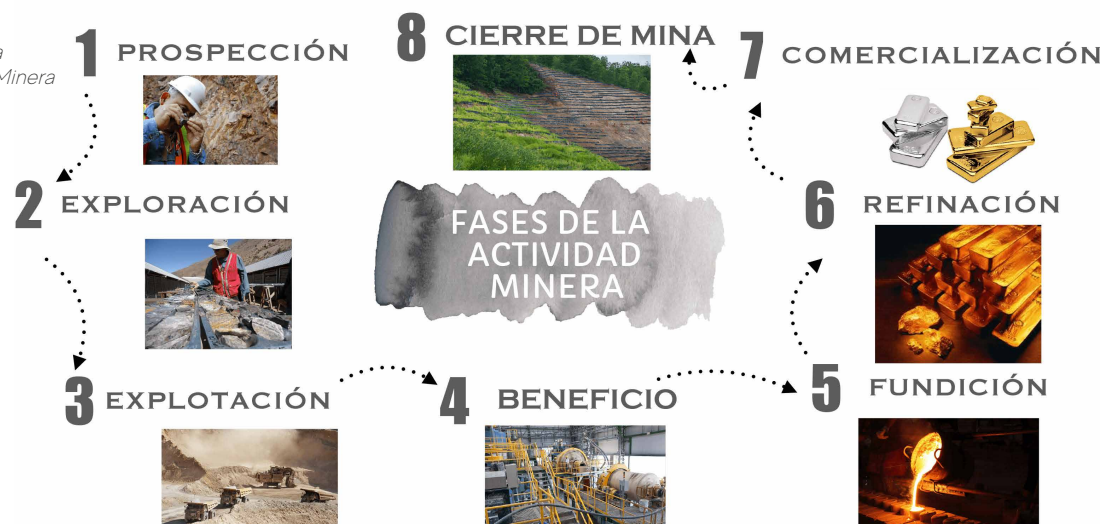 Minera
1 PROSPECCIÓN
2 EXPLORACIÓN
3 EXPLOTACIÓN
4 BENEFICIO
5 FUNDICIÓN
6 REFINACIÓN
7 COMERCIALIZACIÓN
8 CIERRE DE MINA
FASES DE LA
ACTIVIDAD
MINERA